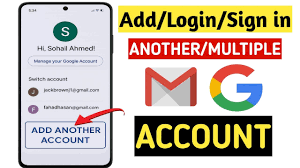 S
Hi, Sohail Ahmed!
Manage your Google Account
Switch account
jackbrownj1@gmail.com
fahadhasan@gmail.com
ADD ANOTHER
ACCOUNT
Add/Login/Sign in
ANOTHER/MULTIPLE
ACCOUNT